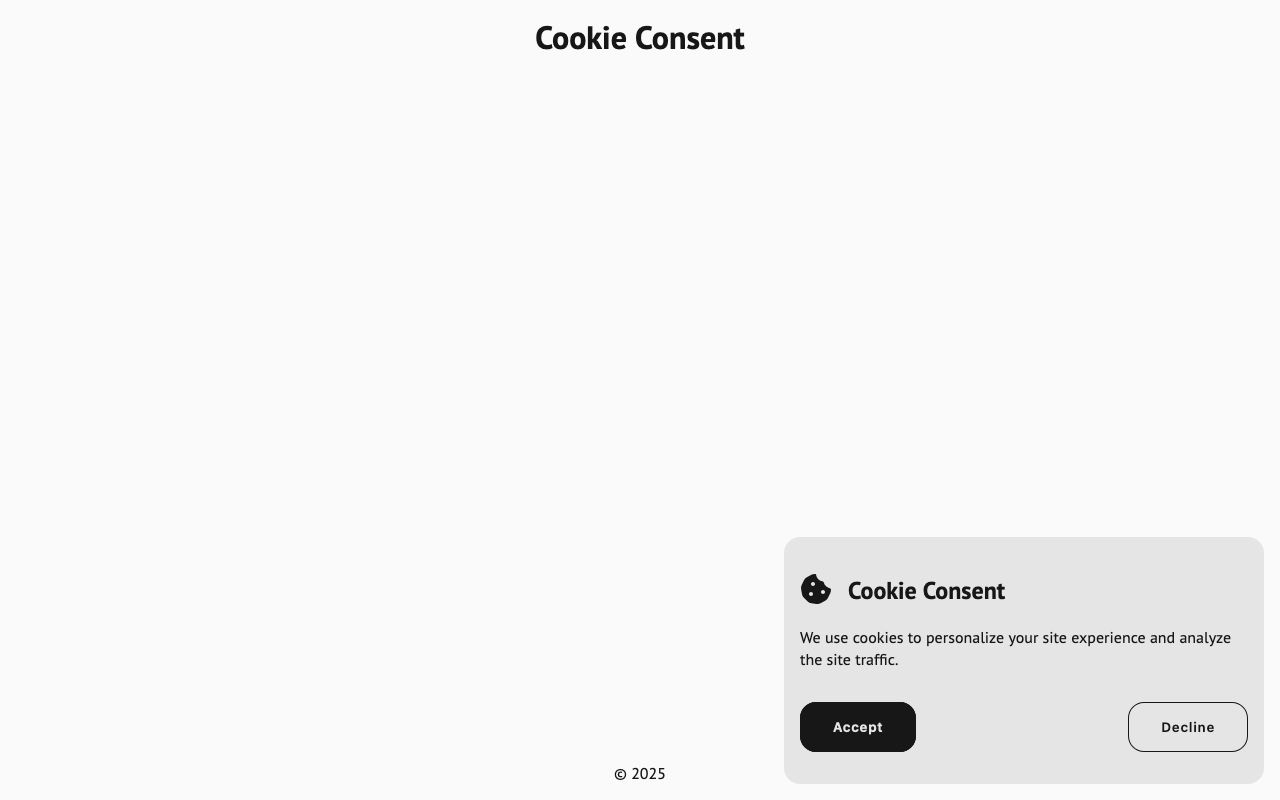 Cookie Consent
Cookie Consent
We use cookies to personalize your site experience and analyze
the site traffic.
Accept
Decline
© 2025